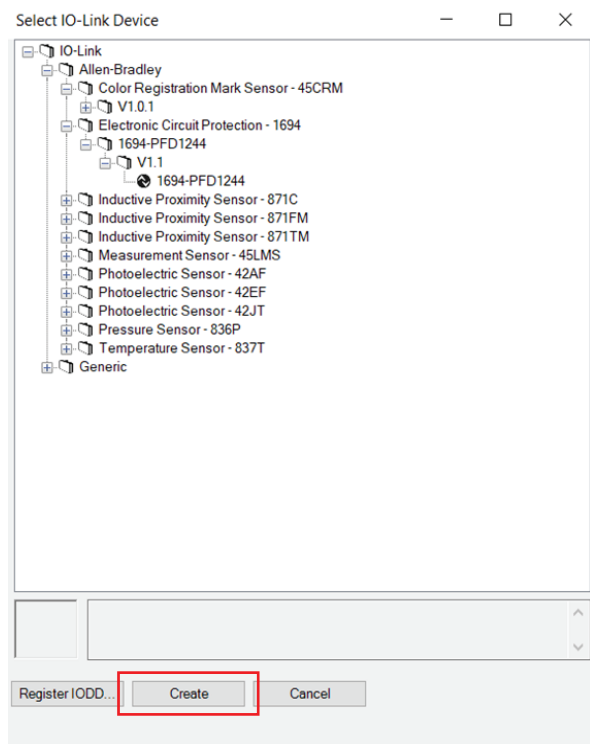 Select IO-Link Device
IO-Link
Allen-Bradley
Color Registration Mark Sensor - 45CRM
V1.0.1
Electronic Circuit Protection - 1694
1694-PFD1244
V1.1
1694-PFD1244
Inductive Proximity Sensor - 871C
Inductive Proximity Sensor - 871FM
Inductive Proximity Sensor - 871TM
Measurement Sensor - 45LMS
Photoelectric Sensor - 42AF
Photoelectric Sensor - 42EF
Photoelectric Sensor - 42JT
Pressure Sensor - 836P
Temperature Sensor - 837T
Generic
Register IODD... Create Cancel